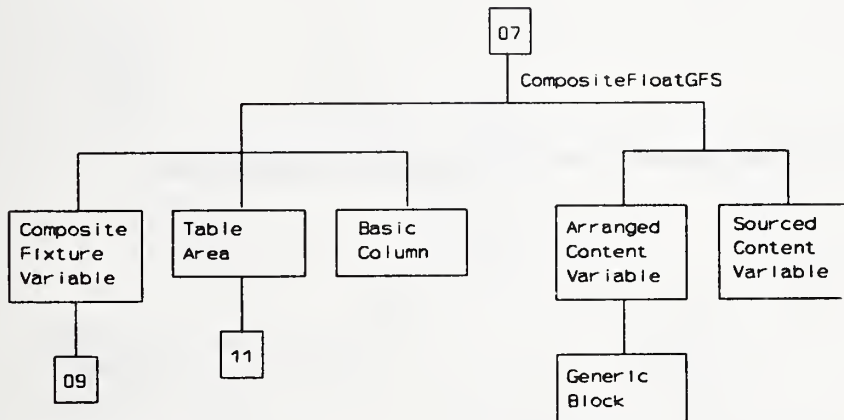 07
CompositeFloatGFS
Composite
Fixture
Variable
Table
Area
Basic
Column
Arranged
Content
Variable
Sourced
Content
Variable
09
11
Generic
Block